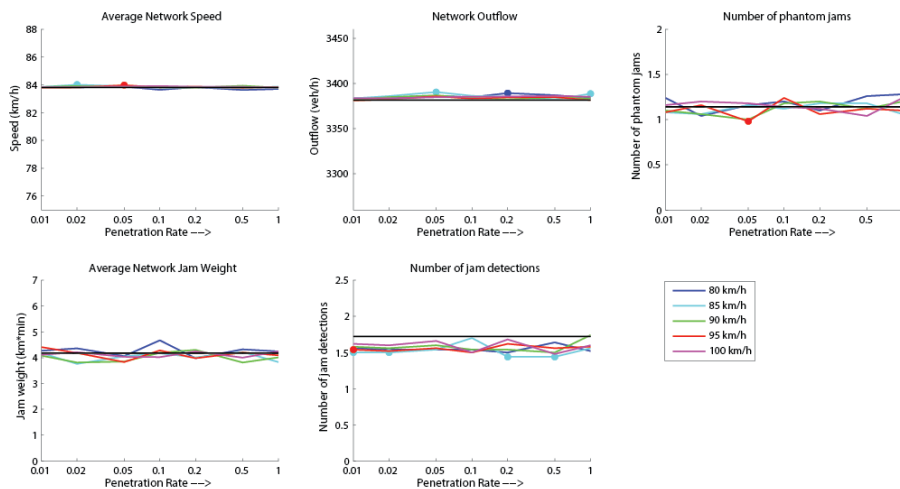 Average Network Speed
88
86
84
82
80
78
76
Speed (km/h)
0.01 0.02 0.05 0.1 0.2 0.5 1
Penetration Rate −−−>
Network Outflow
3450
3400
3350
3300
Outflow (veh/h)
0.01 0.02 0.05 0.1 0.2 0.5 1
Penetration Rate −−−>
Number of phantom jams
2
1.5
1
0.5
0
Number of phantom jams
0.01 0.02 0.05 0.1 0.2 0.5
Penetration Rate −−−>
Average Network Jam Weight
7
6
5
4
3
2
1
0
Jam weight (km*min)
0.01 0.02 0.05 0.1 0.2 0.5 1
Penetration Rate −−−>
Number of jam detections
2.5
2
1.5
1
0.5
0
Number of jam detections
0.01 0.02 0.05 0.1 0.2 0.5 1
Penetration Rate −−−>
80 km/h
85 km/h
90 km/h
95 km/h
100 km/h